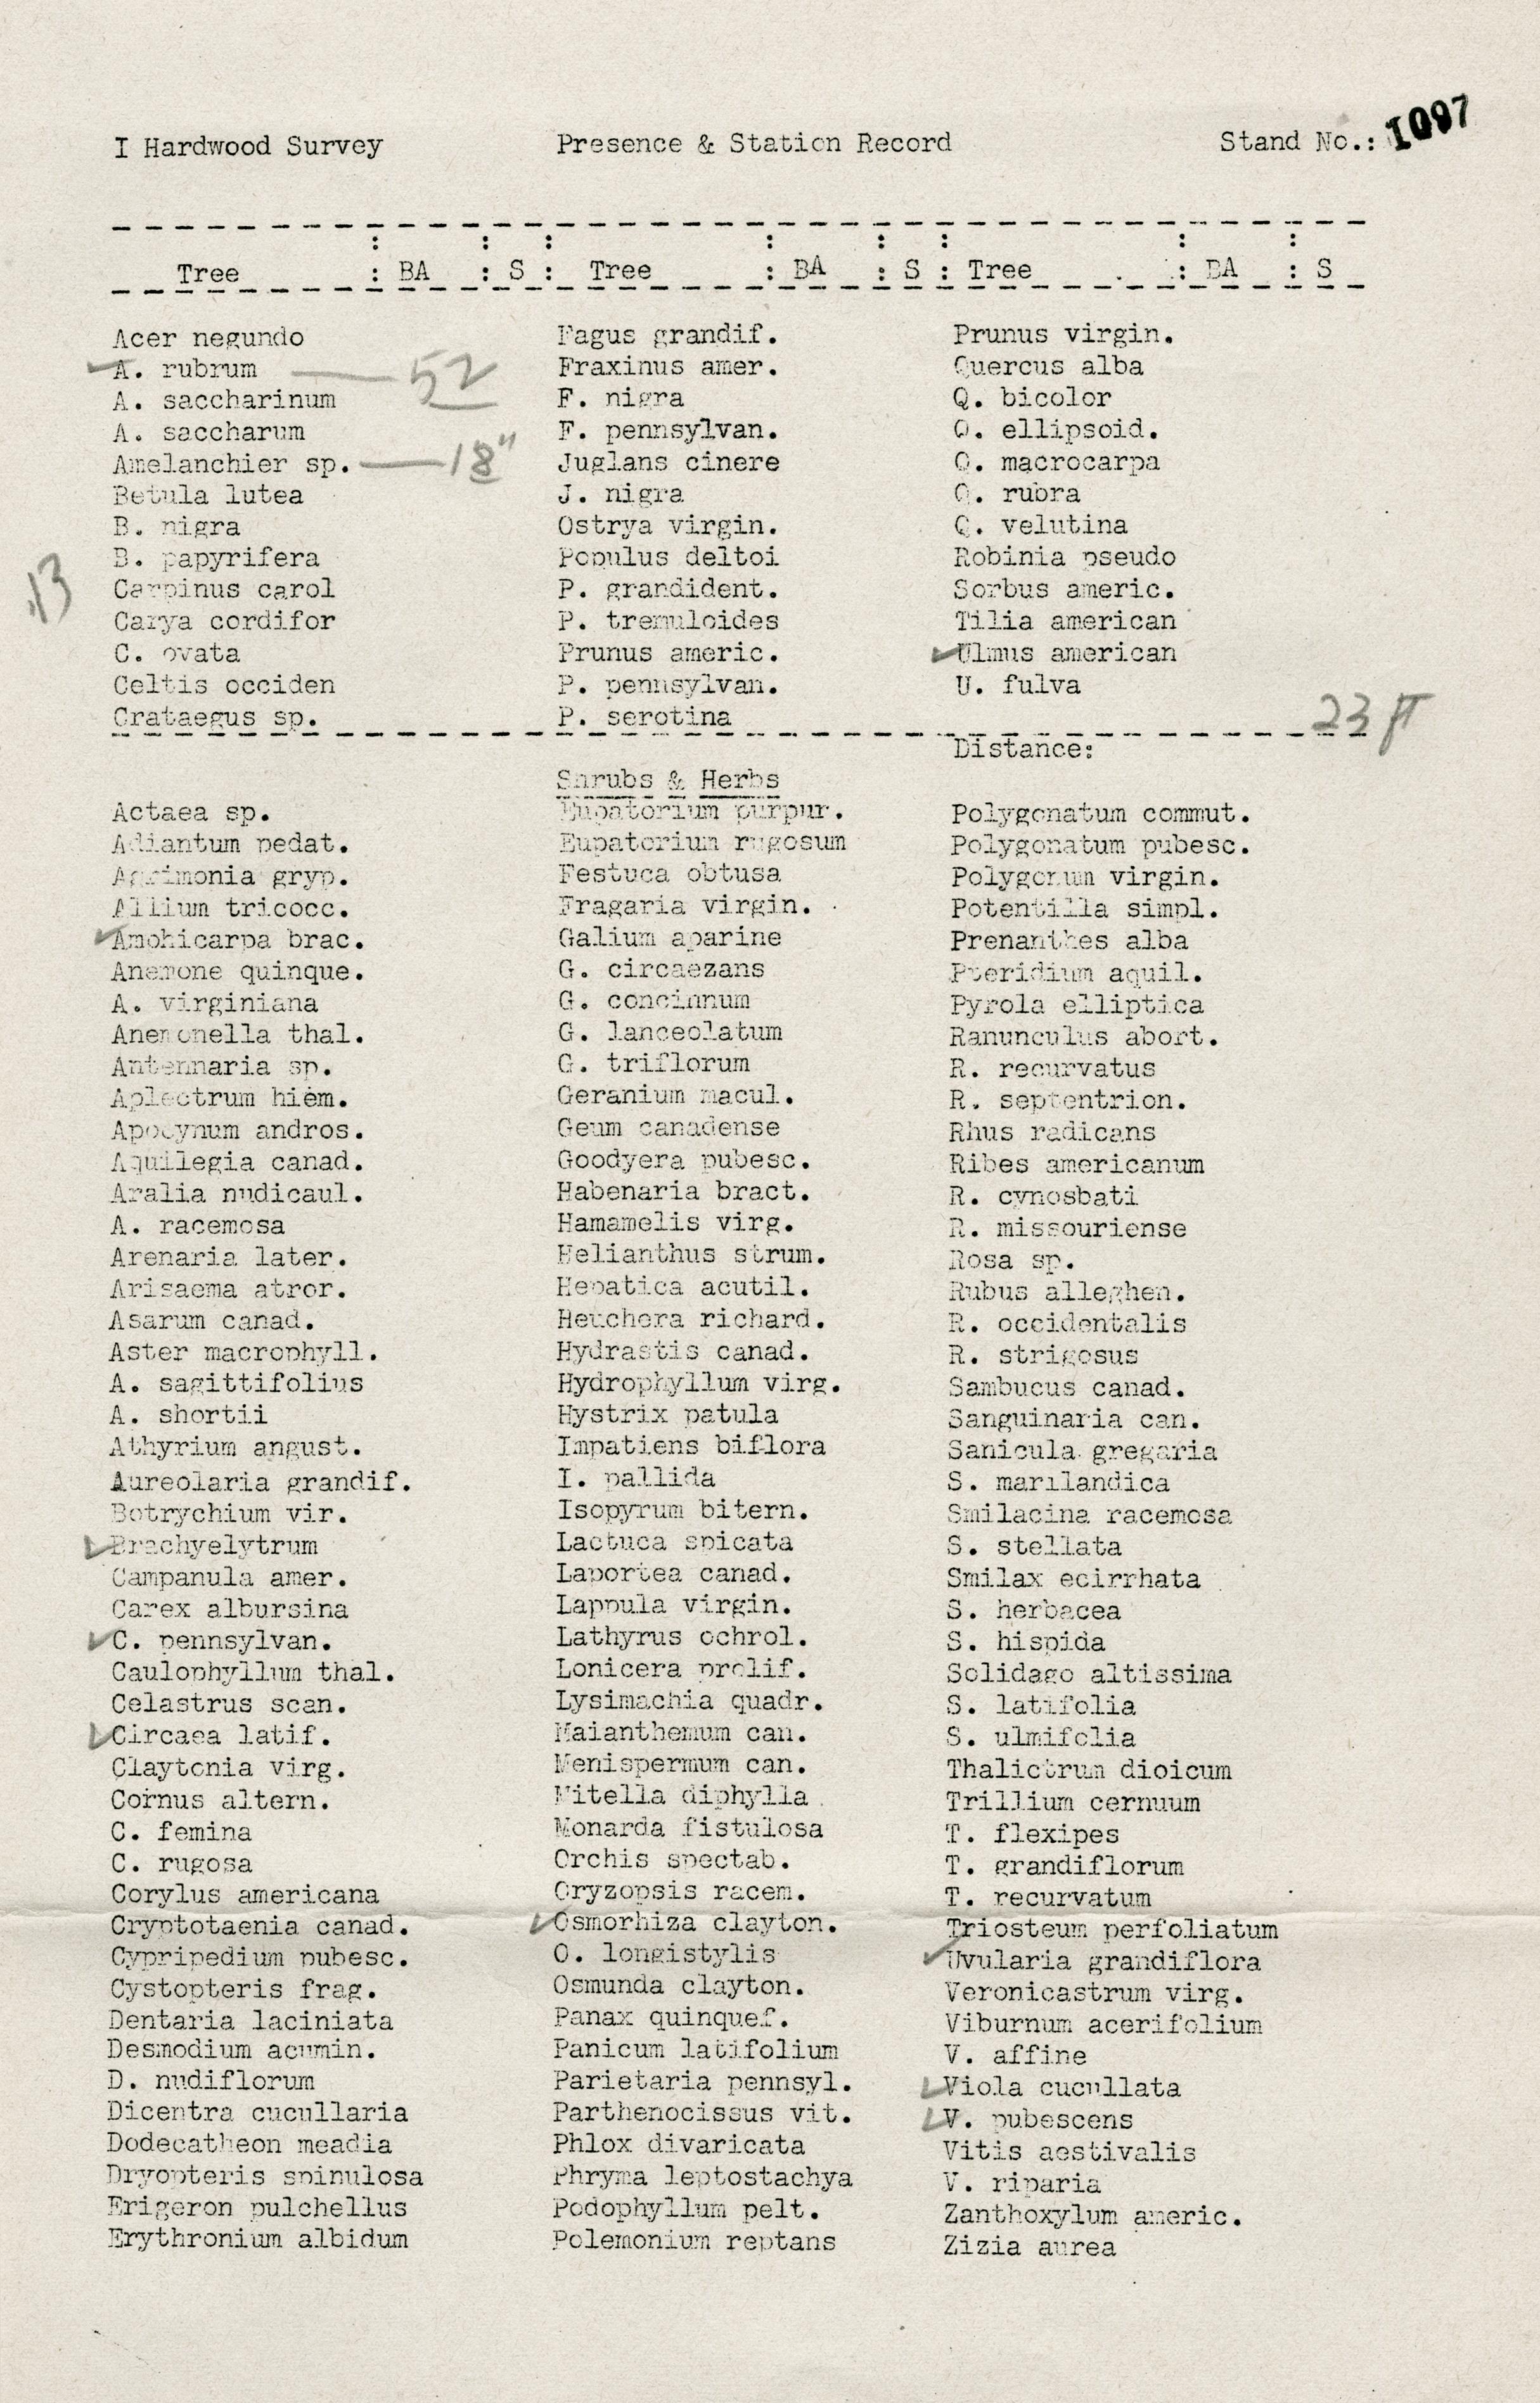 I Hardwood Survey Presence & Station Record Stand No.: 1007
Tree : BA : S : Tree : BA : S : Tree : BA : S
Acer negundo Fagus grandif. Prunus virgin.
✓ A. rubrum — 52 Fraxinus amer. Quercus alba
A. saccharinum F. nigra Q. bicolor
A. saccharum F. pennsylvan. Q. ellipsoid.
Amelanchier sp. — 18" Juglans cinere Q. macrocarpa
Betula lutea J. nigra Q. rubra
B. nigra Ostrya virgin. Q. velutina
B. papyrifera Populus deltoi Robinia pseudo
13 Carpinus carol P. grandident. Sorbus americ.
Carya cordifor P. tremuloides Tilia american
C. ovata Prunus americ. ✓ Ulmus american
Celtis occiden P. pennsylvan. U. fulva
Crataegus sp. P. serotina
Distance: 23 ft
Shrubs & Herbs
Actaea sp. Eupatorium purpur. Polygonatum commut.
Adiantum pedat. Eupatorium rugosum Polygonatum pubesc.
Agrimonia gryp. Festuca obtusa Polygonum virgin.
Allium tricocc. Fragaria virgin. Potentilla simpl.
✓ Amohicarpa brac. Galium aparine Prenanthes alba
Anemone quinque. G. circaezans Pteridium aquil.
A. virginiana G. concinnum Pyrola elliptica
Anemonella thal. G. lanceolatum Ranunculus abort.
Antennaria sp. G. triflorum R. recurvatus
Aplectrum hiem. Geranium macul. R. septentrion.
Apocynum andros. Geum canadense Rhus radicans
Aquilegia canad. Goodyera pubesc. Ribes americanum
Aralia nudicaul. Habenaria bract. R. cynosbati
A. racemosa Hamamelis virg. R. missouriense
Arenaria later. Helianthus strum. Rosa sp.
Arisaema atror. Hepatica acutil. Rubus alleghen.
Asarum canad. Heuchera richard. R. occidentalis
Aster macrophyll. Hydrastis canad. R. strigosus
A. sagittifolius Hydrophyllum virg. Sambucus canad.
A. shortii Hystrix patula Sanguinaria can.
Athyrium angust. Impatiens biflora Sanicula gregaria
Aureolaria grandif. I. pallida S. marilandica
Botrychium vir. Isopyrum bitern. Smilacina racemosa
✓ Brachyelytrum Lactuca spicata S. stellata
Campanula amer. Laportea canad. Smilax ecirrhata
Carex albursina Lappula virgin. S. herbacea
✓ C. pennsylvan. Lathyrus ochrol. S. hispida
Caulophyllum thal. Lonicera prolif. Solidago altissima
Celastrus scan. Lysimachia quadr. S. latifolia
✓ Circaea latif. Maianthemum can. S. ulmifolia
Claytonia virg. Menispermum can. Thalictrum dioicum
Cornus altern. Mitella diphylla Trillium cernuum
C. femina Monarda fistulosa T. flexipes
C. rugosa Orchis spectab. T. grandiflorum
Corylus americana Oryzopsis racem. T. recurvatum
Cryptotaenia canad. ✓ Osmorhiza clayton. Triosteum perfoliatum
Cypripedium pubesc. O. longistylis ✓ Uvularia grandiflora
Cystopteris frag. Osmunda clayton. Veronicastrum virg.
Dentaria laciniata Panax quinquef. Viburnum acerifolium
Desmodium acumin. Panicum latifolium V. affine
D. nudiflorum Parietaria pennsyl. ✓ Viola cucullata
Dicentra cucullaria Parthenocissus vit. ✓ V. pubescens
Dodecatheon meadia Phlox divaricata Vitis aestivalis
Dryopteris spinulosa Phryma leptostachya V. riparia
Erigeron pulchellus Podophyllum pelt. Zanthoxylum americ.
Erythronium albidum Polemonium reptans Zizia aurea